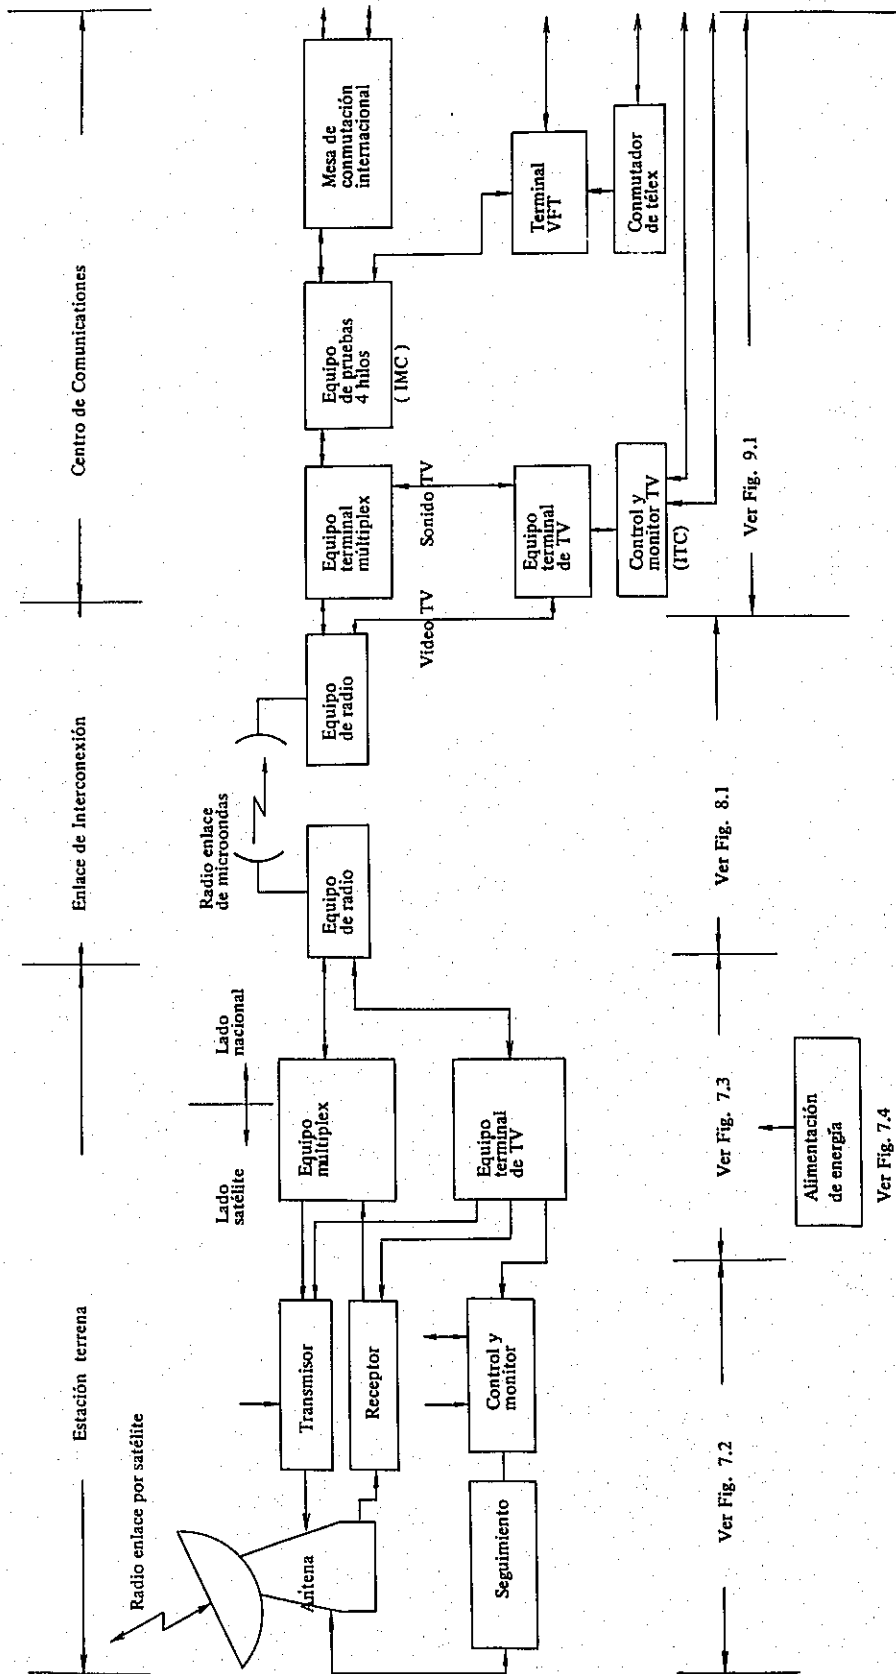 Estación terrena
Enlace de Interconexión
Centro de Comunicationes
Radio enlace por satélite
Lado
satélite
Lado
nacional
Radio enlace
de microondas
Antena
Transmisor
Receptor
Equipo
múltiplex
Equipo
de radio
Equipo
de radio
Equipo
terminal
múltiplex
Equipo
de pruebas
4 hilos
( IMC )
Mesa de
conmutación
internacional
Video TV
Sonido TV
Seguimiento
Control y
monitor
Equipo
terminal
de TV
Equipo
terminal
de TV
Terminal
VFT
Control y
monitor TV
(ITC)
Conmutador
de télex
Ver Fig. 7.2
Ver Fig. 7.3
Ver Fig. 8.1
Ver Fig. 9.1
Alimentación
de energía
Ver Fig. 7.4